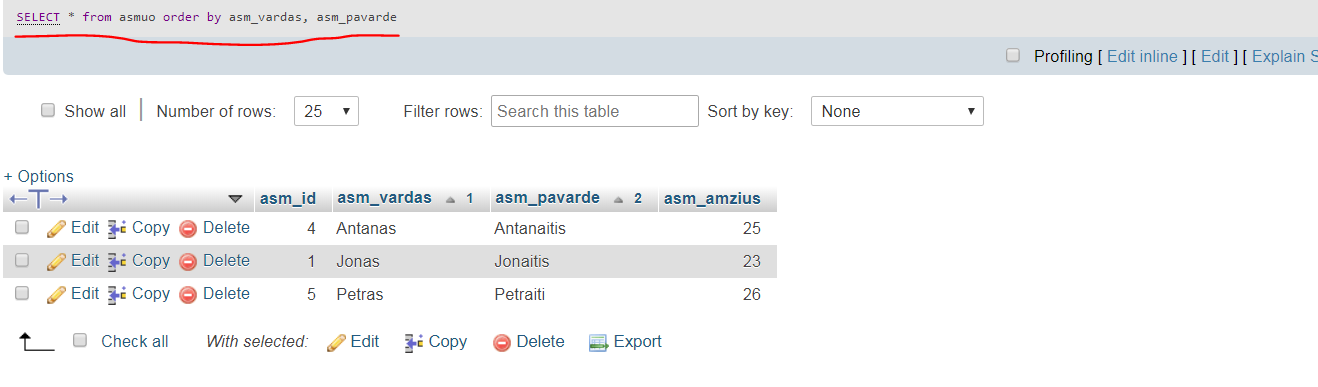 SELECT * from asmuo order by asm_vardas, asm_pavarde
Profiling [ Edit inline ] [ Edit ] [ Explain S
Show all | Number of rows: 25 Filter rows: Search this table Sort by key: None
+ Options
asm_id asm_vardas 1 asm_pavarde 2 asm_amzius
Edit Copy Delete 4 Antanas Antanaitis 25
Edit Copy Delete 1 Jonas Jonaitis 23
Edit Copy Delete 5 Petras Petraiti 26
Check all With selected: Edit Copy Delete Export